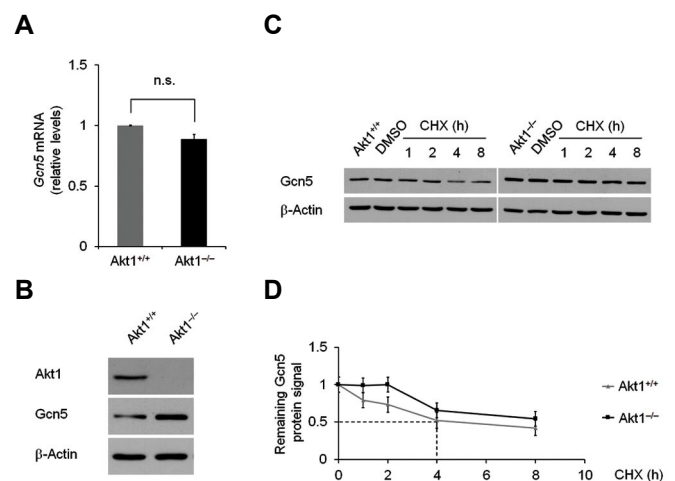 A
1.5
1
0.5
0
Gcn5 mRNA
(relative levels)
n.s.
Akt1+/+
Akt1−/−
B
Akt1+/+
Akt1−/−
Akt1
Gcn5
β-Actin
C
Akt1+/+
DMSO
CHX (h)
1 2 4 8
Akt1−/−
DMSO
CHX (h)
1 2 4 8
Gcn5
β-Actin
D
Remaining Gcn5
protein signal
1.5
1
0.5
0
0 2 4 6 8 10
CHX (h)
Akt1+/+
Akt1−/−